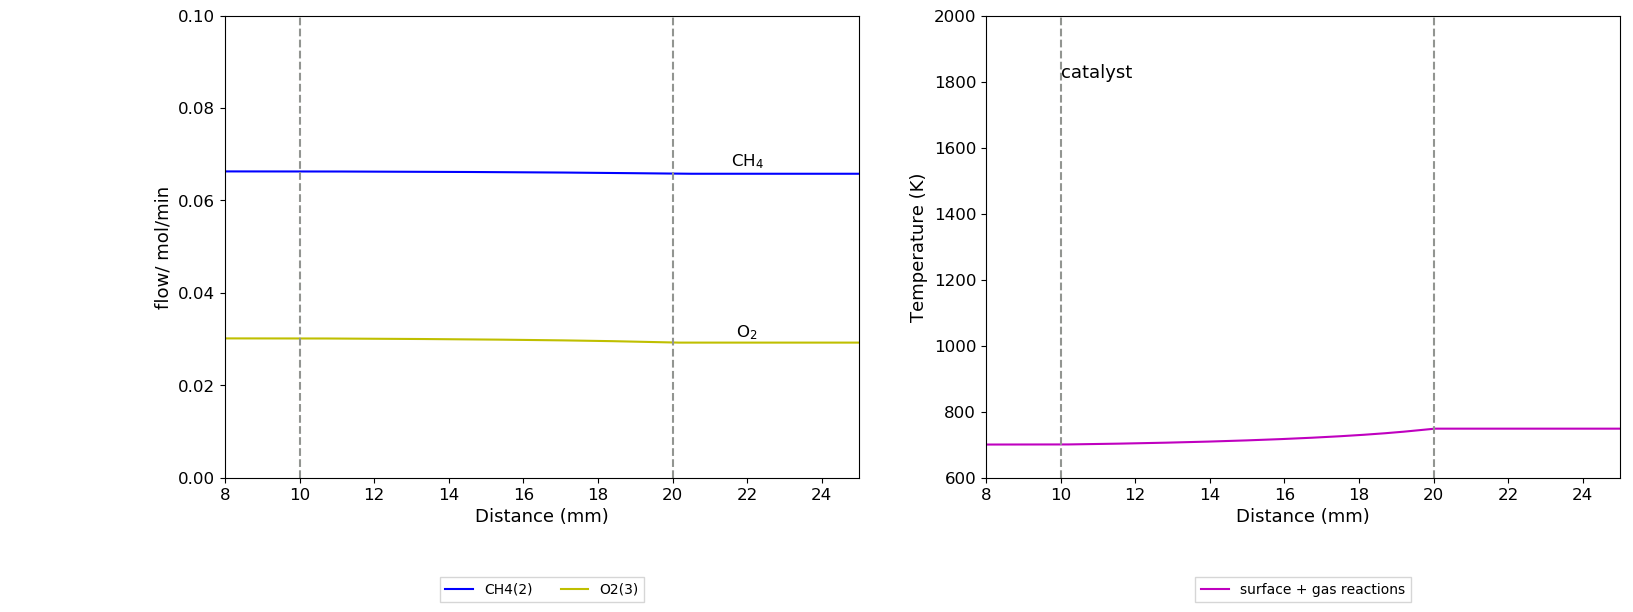 0.10
0.08
0.06
0.04
0.02
0.00
flow/ mol/min
CH₄
O₂
8 10 12 14 16 18 20 22 24
Distance (mm)
CH4(2) O2(3)
2000
1800
1600
1400
1200
1000
800
600
Temperature (K)
catalyst
8 10 12 14 16 18 20 22 24
Distance (mm)
surface + gas reactions